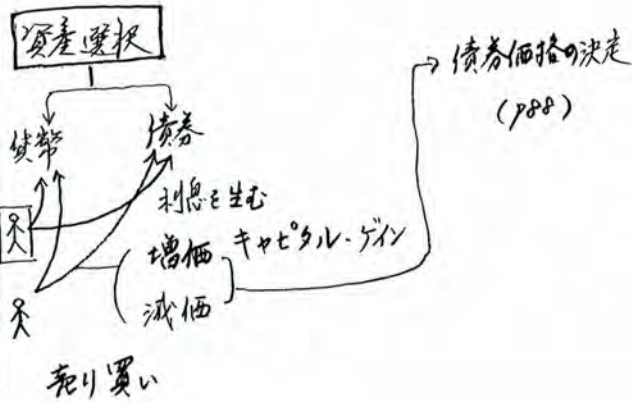 資産選択
債券価格の決定
(p88)
貨幣
債券
利息を生む
増価 キャピタル・ゲイン
減価
売り買い